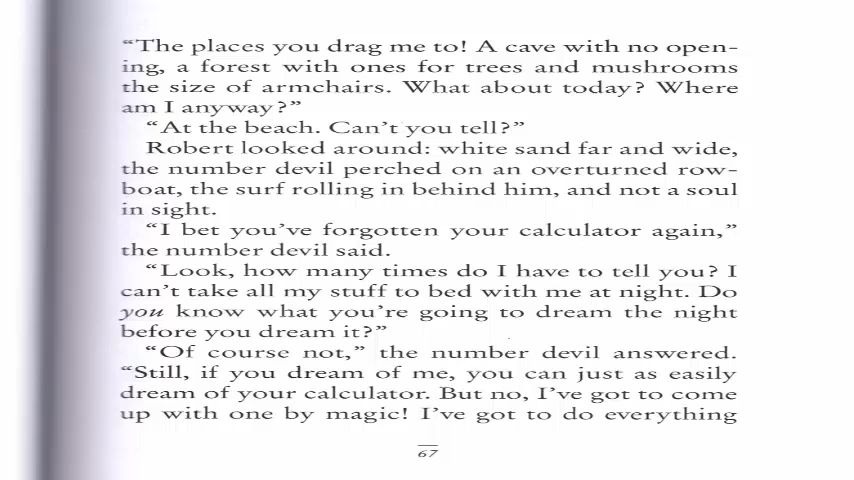 “The places you drag me to! A cave with no open-
ing, a forest with ones for trees and mushrooms
the size of armchairs. What about today? Where
am I anyway?”
“At the beach. Can’t you tell?”
Robert looked around: white sand far and wide,
the number devil perched on an overturned row-
boat, the surf rolling in behind him, and not a soul
in sight.
“I bet you’ve forgotten your calculator again,”
the number devil said.
“Look, how many times do I have to tell you? I
can’t take all my stuff to bed with me at night. Do
you know what you’re going to dream the night
before you dream it?”
“Of course not,” the number devil answered.
“Still, if you dream of me, you can just as easily
dream of your calculator. But no, I’ve got to come
up with one by magic! I’ve got to do everything
67